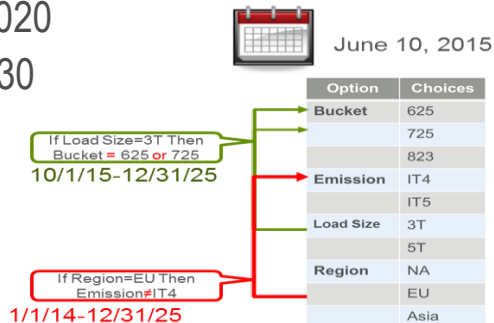 020
30
June 10, 2015
Option Choices
Bucket 625
725
823
Emission IT4
IT5
Load Size 3T
5T
Region NA
EU
Asia
If Load Size=3T Then
Bucket = 625 or 725
10/1/15-12/31/25
If Region=EU Then
Emission≠IT4
1/1/14-12/31/25